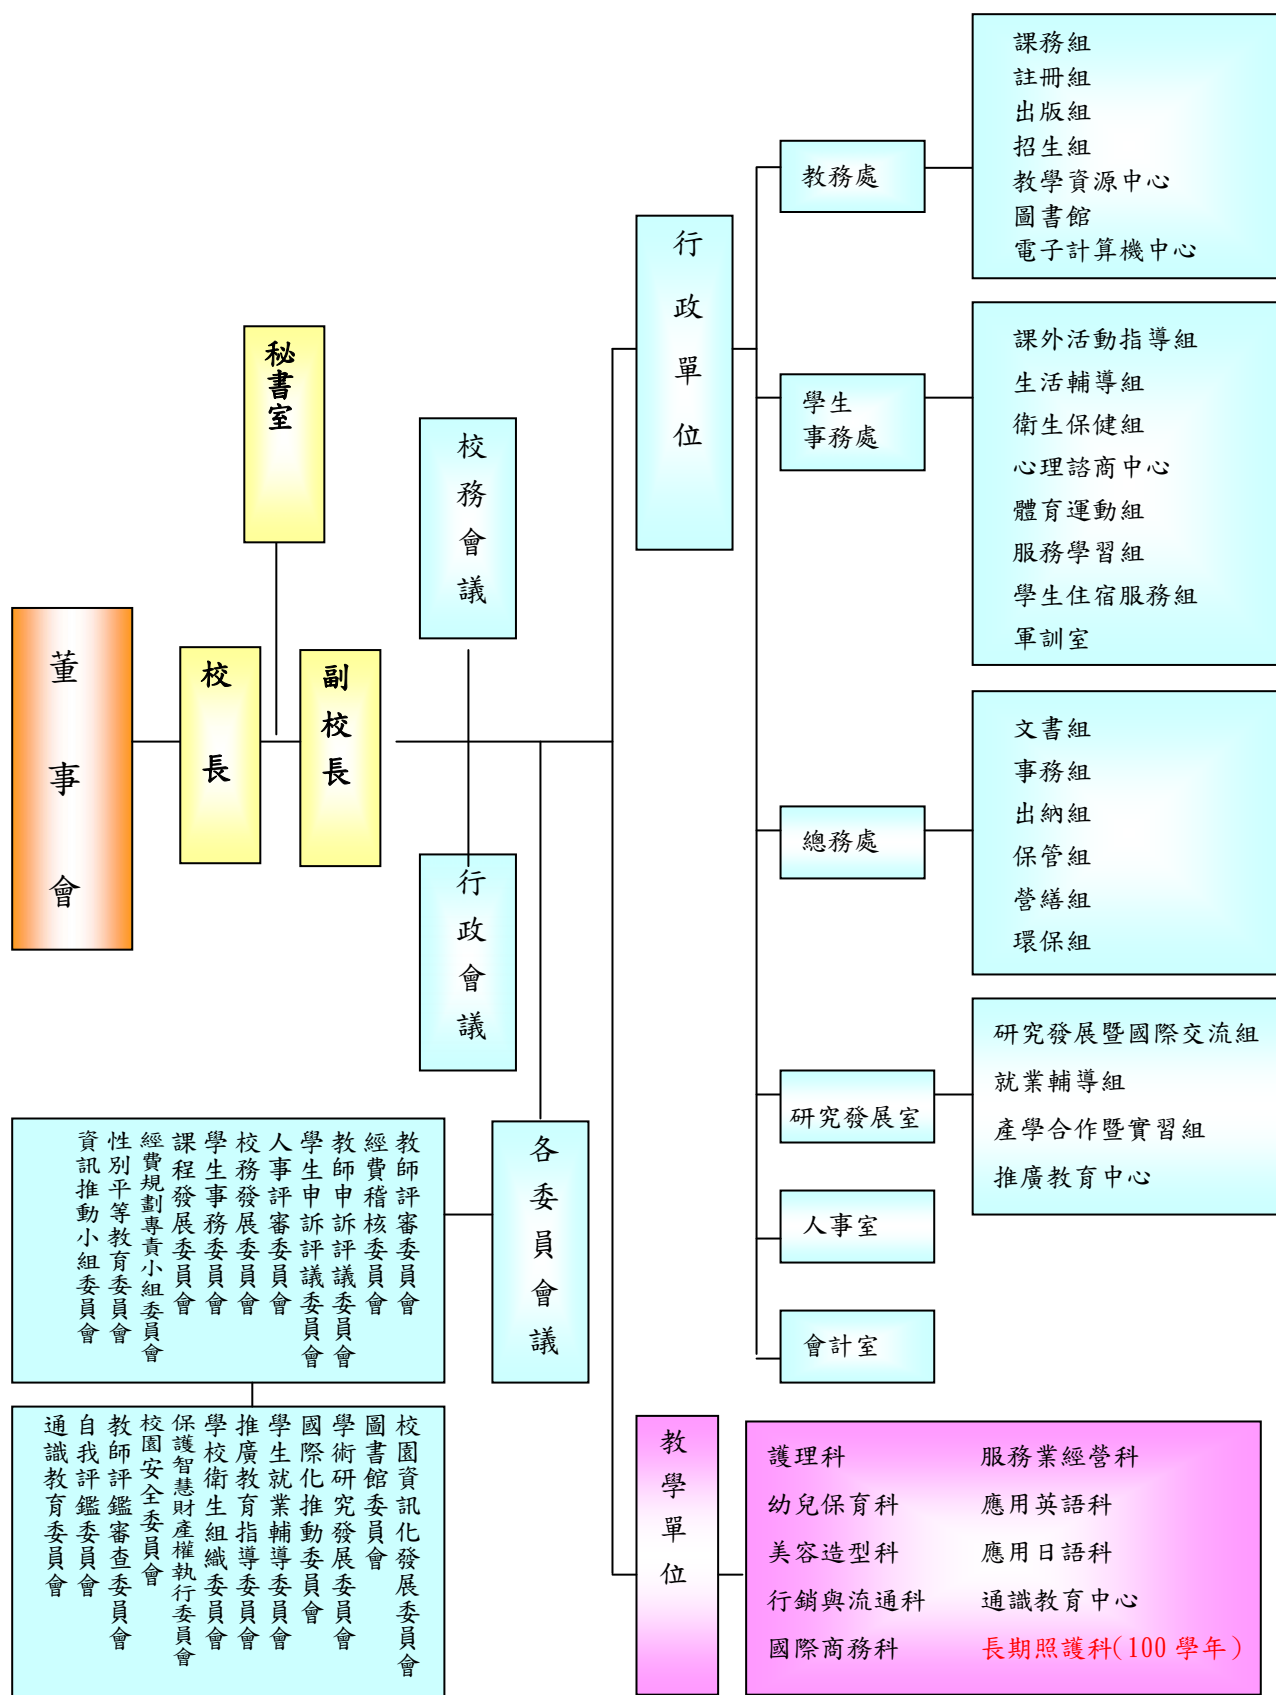 董事會
校長
秘書室
副校長
校務會議
行政會議
各委員會議
教師評審委員會
經費稽核委員會
教師申訴評議委員會
學生申訴評議委員會
人事評審委員會
校務發展委員會
學生事務委員會
課程發展委員會
經費規劃專責小組委員會
性別平等教育委員會
資訊推動小組委員會
校園資訊化發展委員會
圖書館委員會
學術研究發展委員會
國際化推動委員會
學生就業輔導委員會
推廣教育指導委員會
學校衛生組織委員會
保護智慧財產權執行委員會
校園安全委員會
教師評鑑審查委員會
自我評鑑委員會
通識教育委員會
行政單位
教務處
課務組
註冊組
出版組
招生組
教學資源中心
圖書館
電子計算機中心
學生
事務處
課外活動指導組
生活輔導組
衛生保健組
心理諮商中心
體育運動組
服務學習組
學生住宿服務組
軍訓室
總務處
文書組
事務組
出納組
保管組
營繕組
環保組
研究發展室
研究發展暨國際交流組
就業輔導組
產學合作暨實習組
推廣教育中心
人事室
會計室
教學單位
護理科
幼兒保育科
美容造型科
行銷與流通科
國際商務科
服務業經營科
應用英語科
應用日語科
通識教育中心
長期照護科(100 學年)